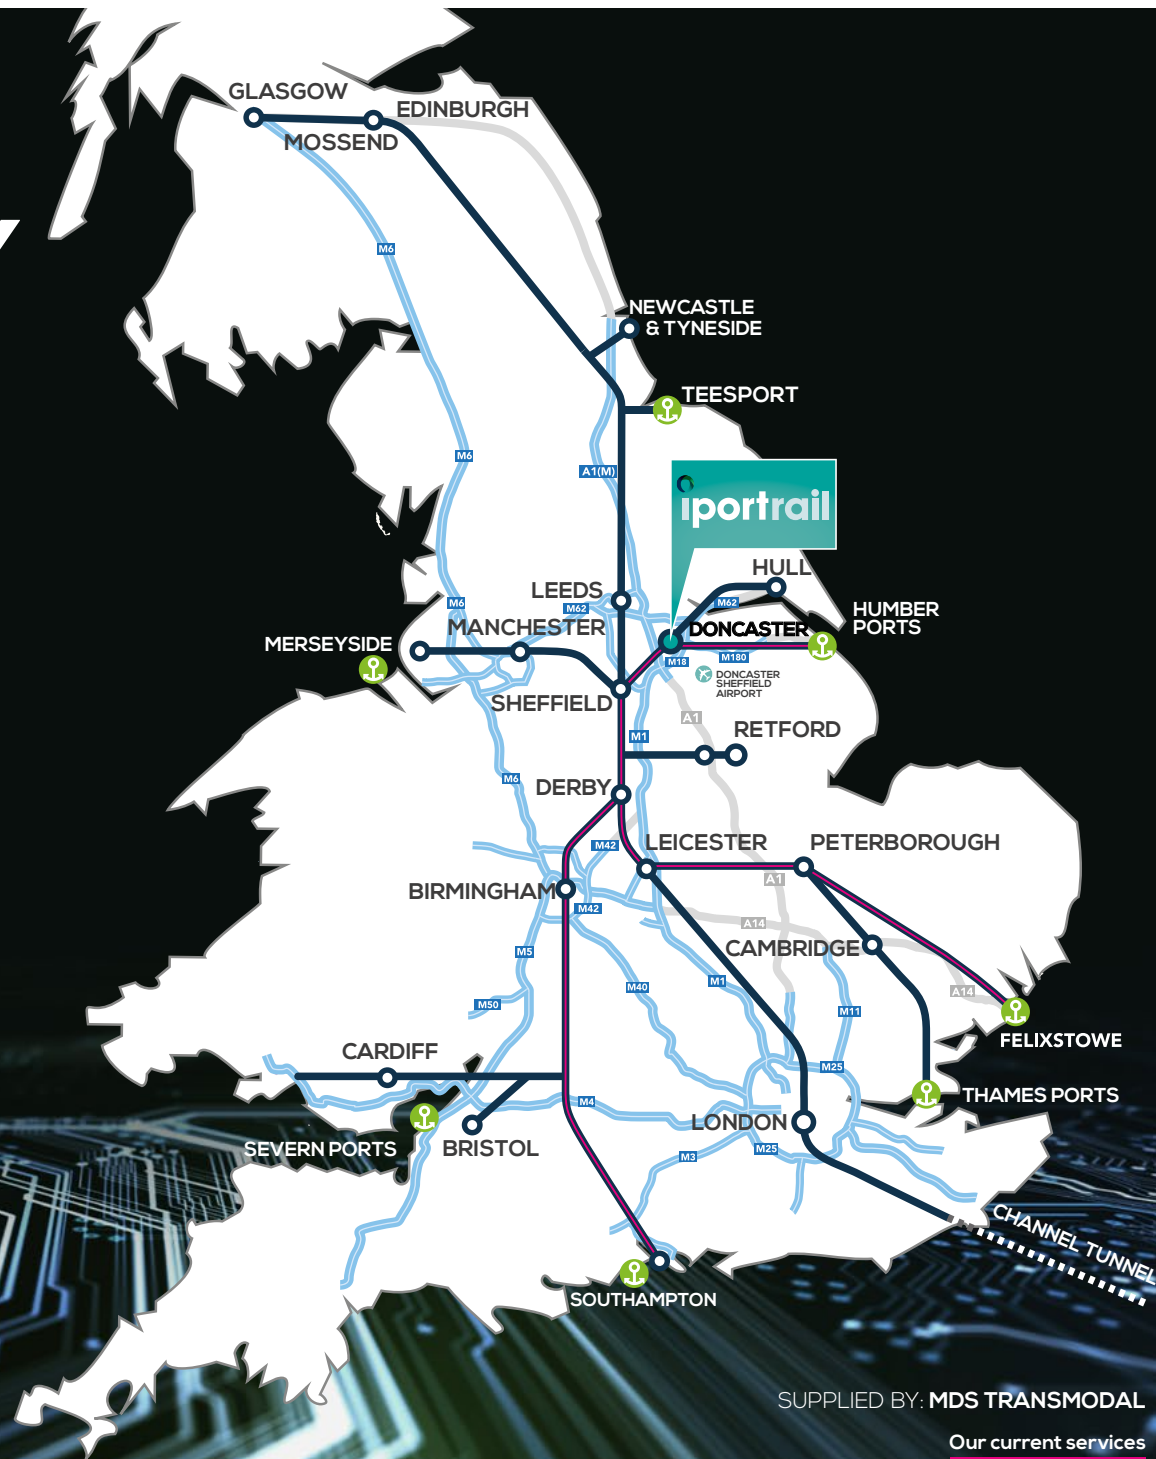 GLASGOW
EDINBURGH
MOSSEND
M6
NEWCASTLE
& TYNESIDE
TEESPORT
M6
A1(M)
iportrail
HULL
LEEDS
M6
M62
M62
HUMBER
PORTS
MANCHESTER
DONCASTER
MERSEYSIDE
M18
M180
DONCASTER
SHEFFIELD
AIRPORT
SHEFFIELD
A1
RETFORD
M1
M6
DERBY
M42
LEICESTER
PETERBOROUGH
A1
BIRMINGHAM
M42
A14
CAMBRIDGE
M5
M1
M40
A14
M50
M11
FELIXSTOWE
CARDIFF
M25
THAMES PORTS
M4
LONDON
SEVERN PORTS
BRISTOL
M25
M3
CHANNEL TUNNEL
SOUTHAMPTON
SUPPLIED BY: MDS TRANSMODAL
Our current services